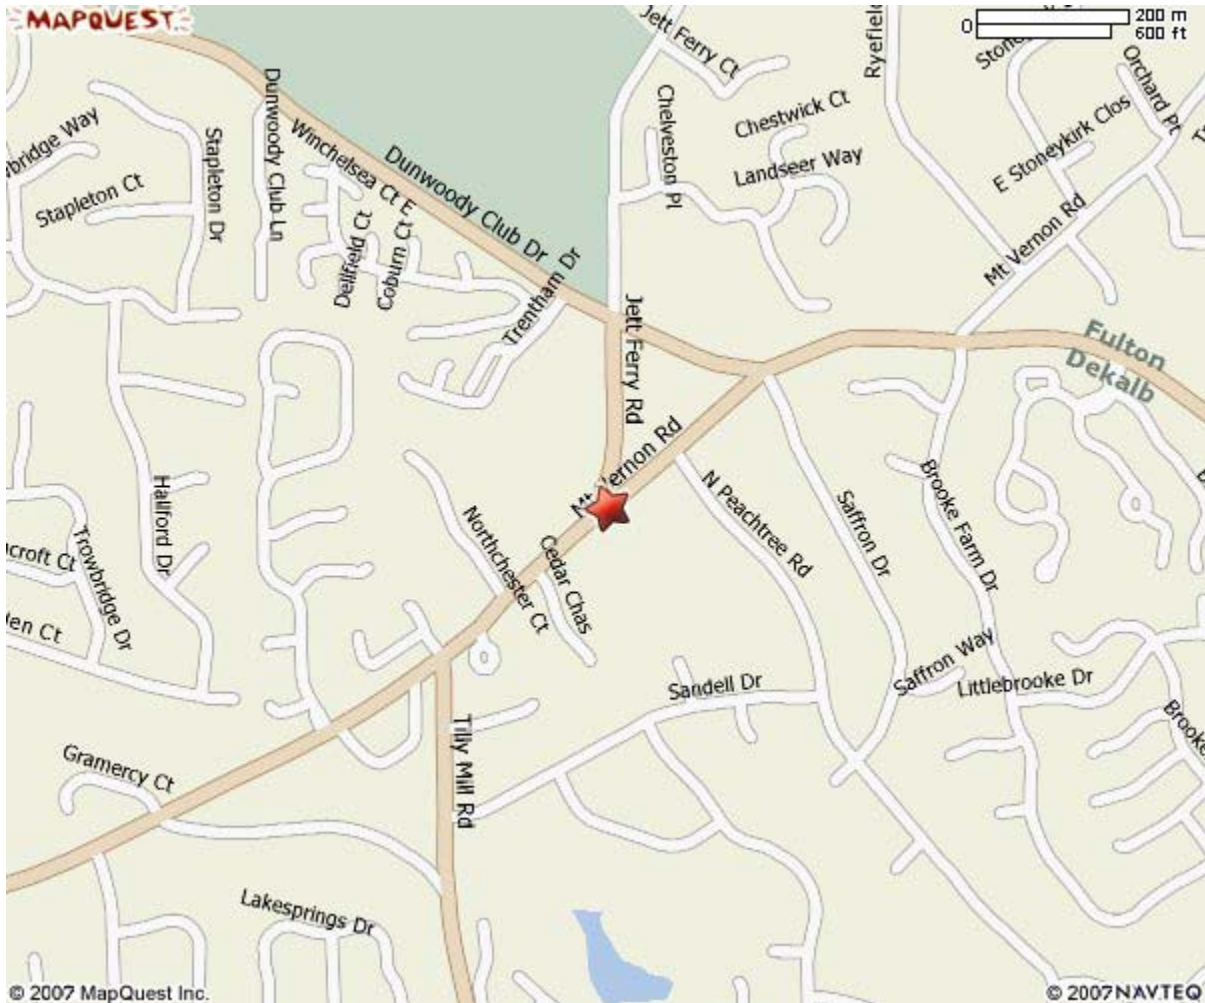 MAPQUEST
0 200 m
600 ft
Jett Ferry Ct
Ryefield
Orchard Pt
Dunwoody Club Ln
Winchelsea Ct E
Dunwoody Club Dr
Chelveston Pl
Chestwick Ct
Landseer Way
E Stoneykirk Clos
Stapleton Ct
Stapleton Dr
Dellfield Ct
Coburn Ct
Trentham Dr
Mt Vernon Rd
Jett Ferry Rd
Fulton
Dekalb
Mt Vernon Rd
N Peachtree Rd
Saffron Dr
Brooke Farm Dr
Hallford Dr
Trowbridge Dr
Northchester Ct
Cedar Chas
Saffron Way
Sandell Dr
Littlebrooke Dr
Brooke
Tilly Mill Rd
Gramercy Ct
Lakesprings Dr
© 2007 MapQuest Inc.
© 2007 NAVTEQ